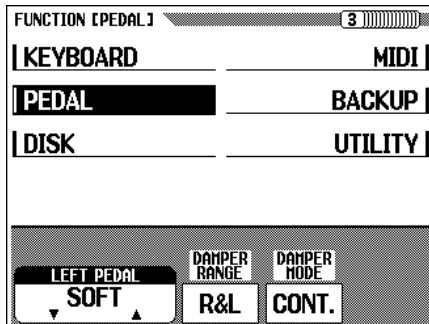 FUNCTION [PEDAL] 3
KEYBOARD MIDI
PEDAL BACKUP
DISK UTILITY
DAMPER DAMPER
LEFT PEDAL RANGE MODE
SOFT R&L CONT.